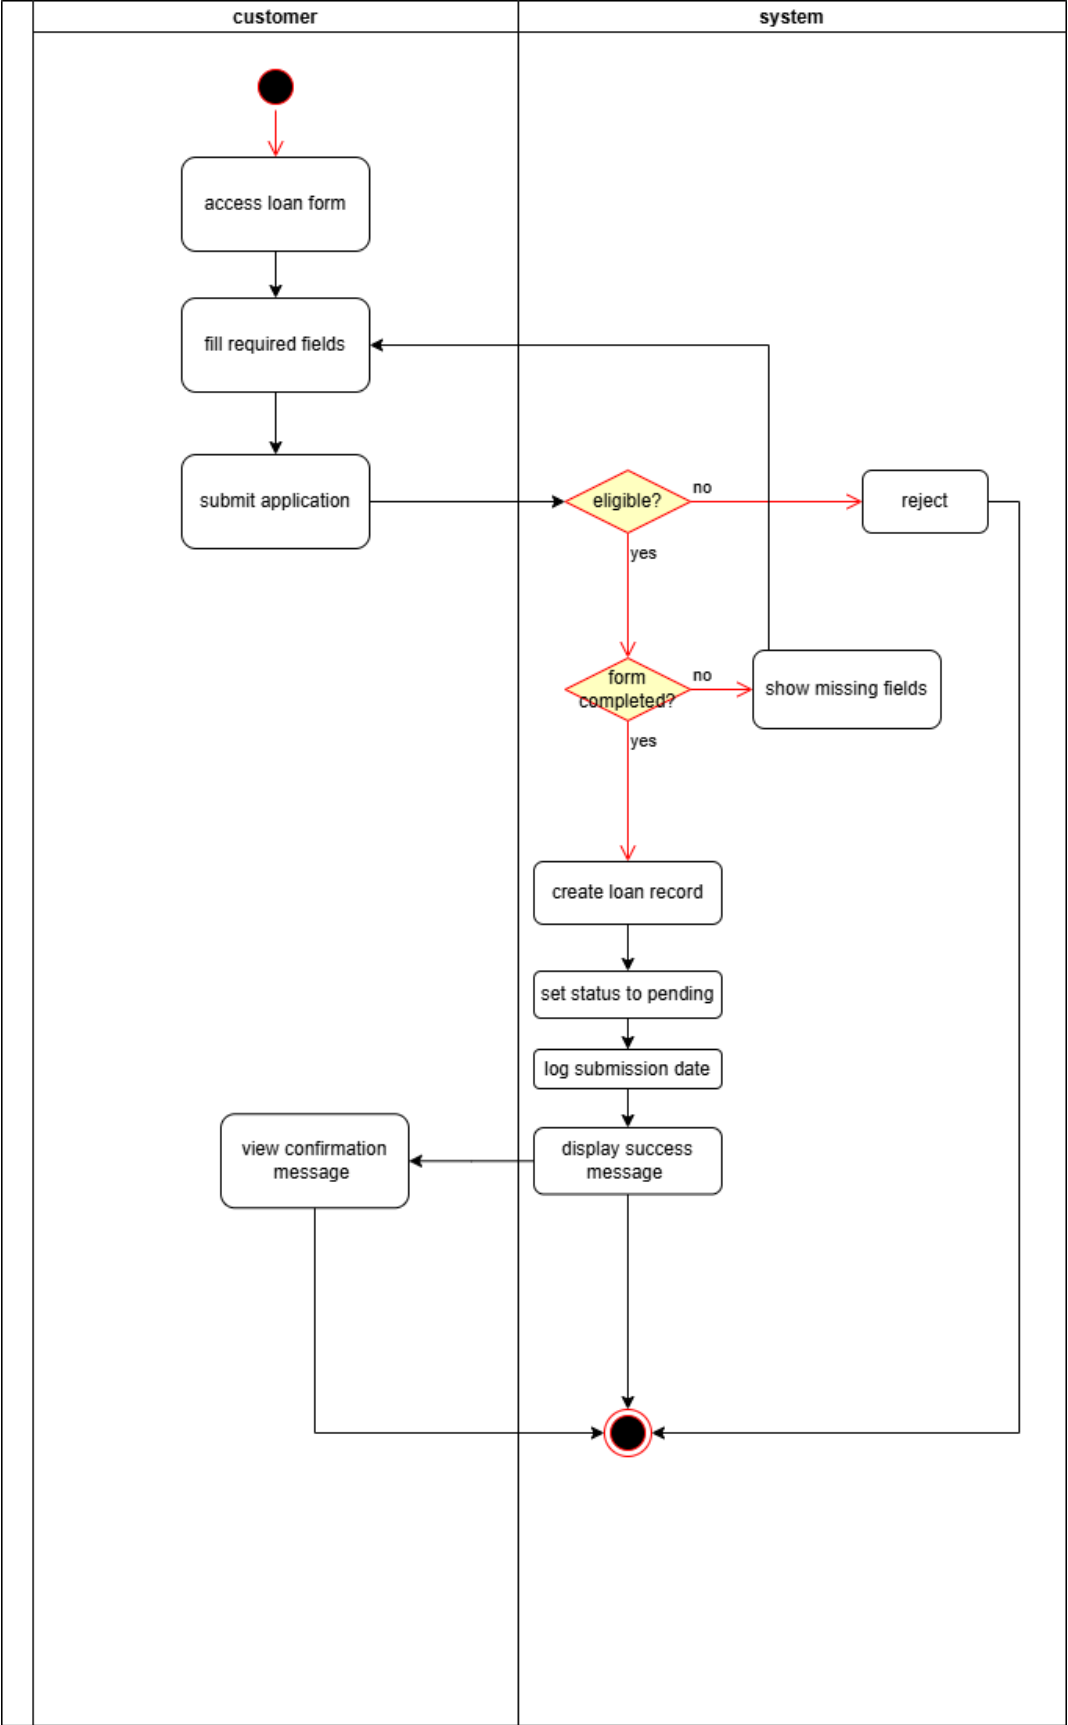 customer
system
access loan form
fill required fields
submit application
eligible?
no
reject
yes
form
completed?
no
show missing fields
yes
create loan record
set status to pending
log submission date
display success
message
view confirmation
message